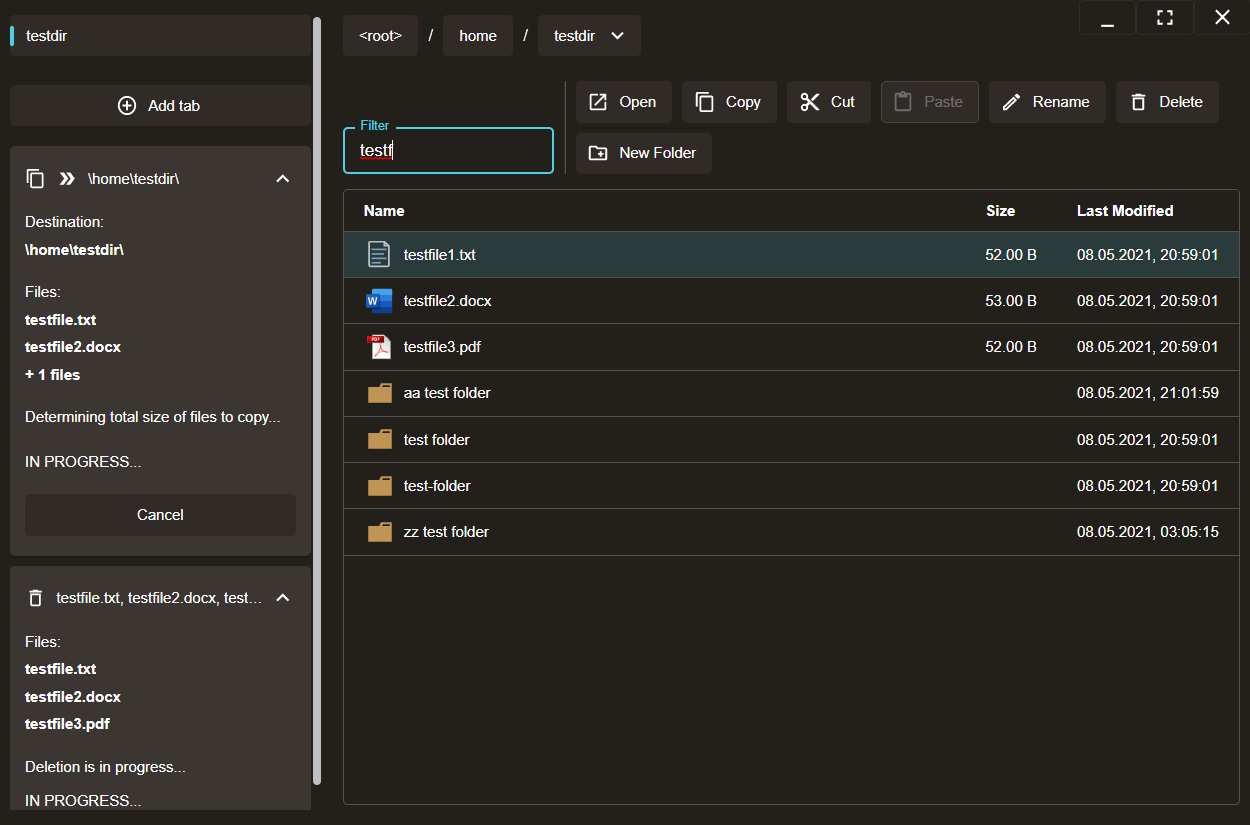 testdir
Add tab
\home\testdir\
Destination:
\home\testdir\
Files:
testfile.txt
testfile2.docx
+ 1 files
Determining total size of files to copy...
IN PROGRESS...
Cancel
testfile.txt, testfile2.docx, test...
Files:
testfile.txt
testfile2.docx
testfile3.pdf
Deletion is in progress...
IN PROGRESS...
<root> / home / testdir
Filter
testf
Open Copy Cut Paste Rename Delete
New Folder
Name Size Last Modified
testfile1.txt 52.00 B 08.05.2021, 20:59:01
W testfile2.docx 53.00 B 08.05.2021, 20:59:01
PDF testfile3.pdf 52.00 B 08.05.2021, 20:59:01
aa test folder 08.05.2021, 21:01:59
test folder 08.05.2021, 20:59:01
test-folder 08.05.2021, 20:59:01
zz test folder 08.05.2021, 03:05:15